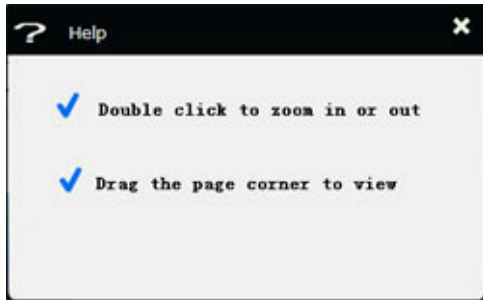 Help
Double click to zoom in or out
Drag the page corner to view